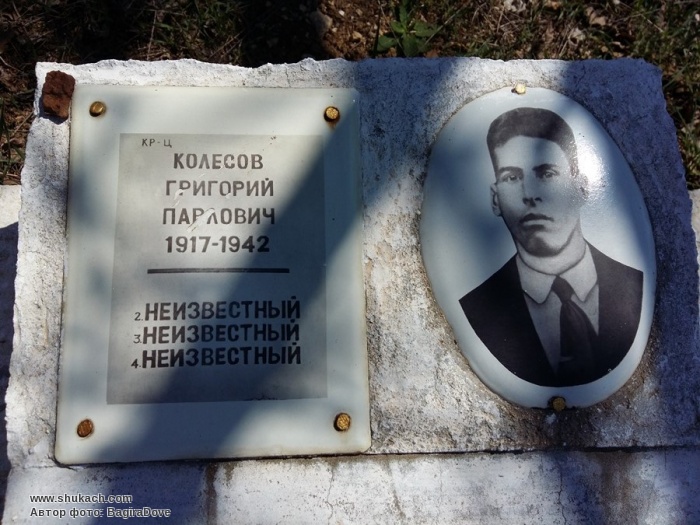 КР-Ц
КОЛЕСОВ
ГРИГОРИЙ
ПАВЛОВИЧ
1917-1942
2.НЕИЗВЕСТНЫЙ
3.НЕИЗВЕСТНЫЙ
4.НЕИЗВЕСТНЫЙ
www.shukach.com
Автор фото: BagiraDove